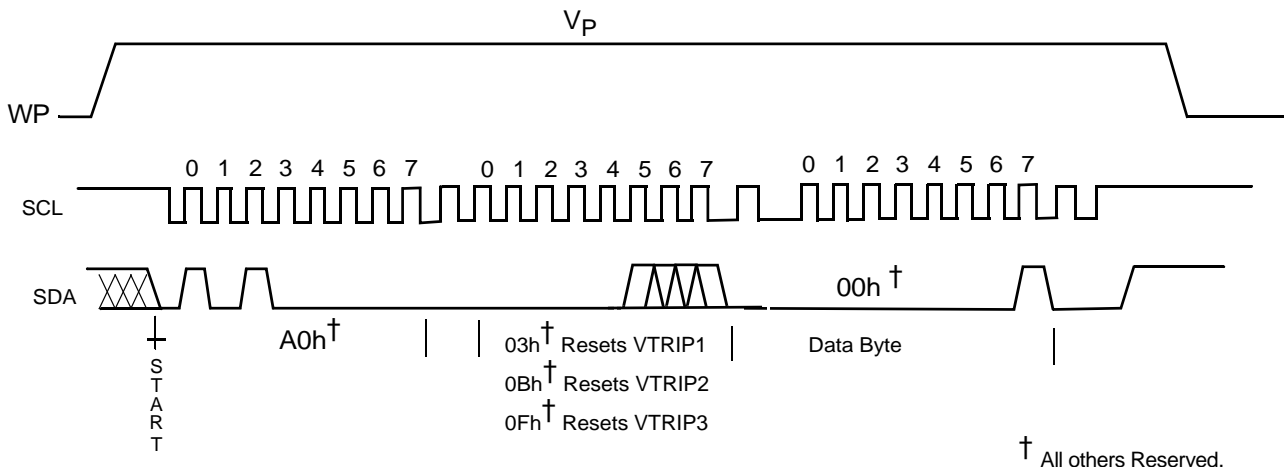 VP
WP
0 1 2 3 4 5 6 7 0 1 2 3 4 5 6 7 0 1 2 3 4 5 6 7
SCL
SDA
00h †
A0h† 03h† Resets VTRIP1 Data Byte
0Bh† Resets VTRIP2
0Fh† Resets VTRIP3
START
† All others Reserved.